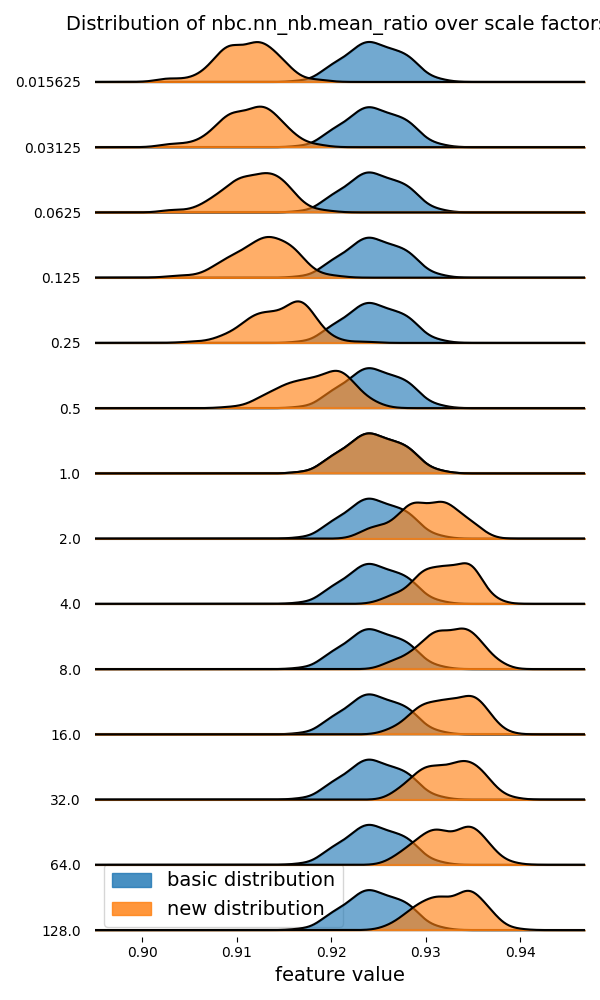 Distribution of nbc.nn_nb.mean_ratio over scale factors
0.015625
0.03125
0.0625
0.125
0.25
0.5
1.0
2.0
4.0
8.0
16.0
32.0
64.0
basic distribution
new distribution
128.0
0.90 0.91 0.92 0.93 0.94
feature value